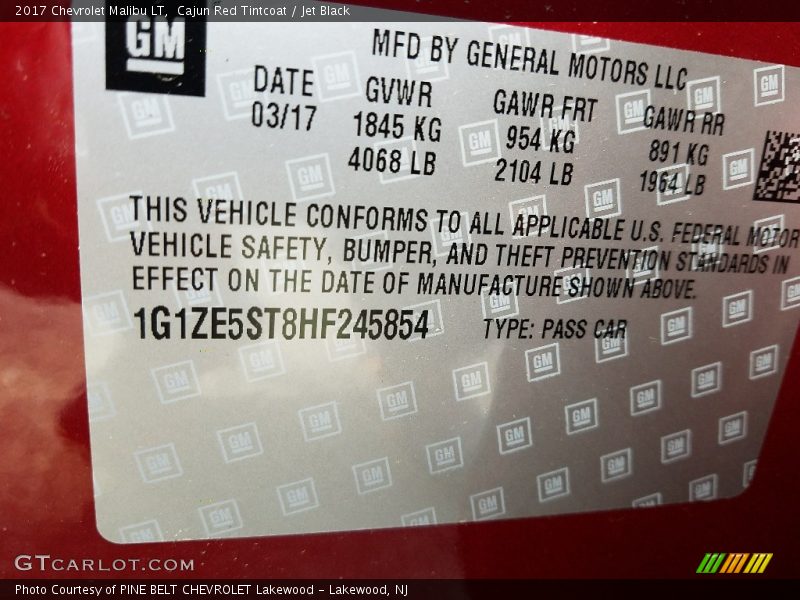 2017 Chevrolet Malibu LT, Cajun Red Tintcoat / Jet Black
GM
MFD BY GENERAL MOTORS LLC
DATE GVWR GAWR FRT GAWR RR
03/17 1845 KG 954 KG 891 KG
4068 LB 2104 LB 1964 LB
THIS VEHICLE CONFORMS TO ALL APPLICABLE U.S. FEDERAL MOTOR
VEHICLE SAFETY, BUMPER, AND THEFT PREVENTION STANDARDS IN
EFFECT ON THE DATE OF MANUFACTURE SHOWN ABOVE.
1G1ZE5ST8HF245854 TYPE: PASS CAR
GTCARLOT.COM
Photo Courtesy of PINE BELT CHEVROLET Lakewood - Lakewood, NJ